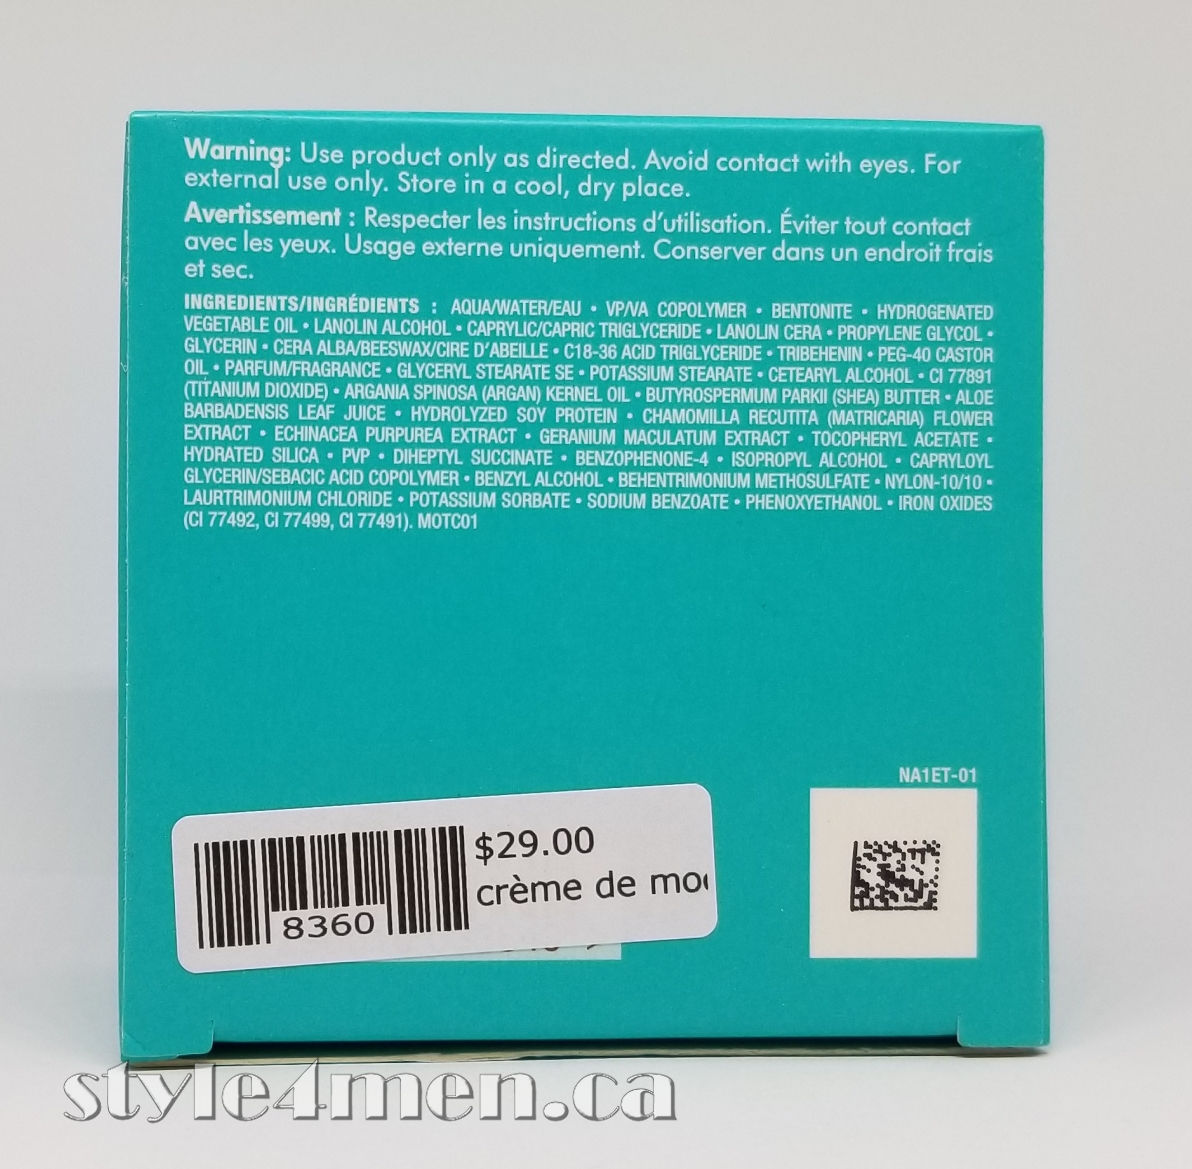 Warning: Use product only as directed. Avoid contact with eyes. For
external use only. Store in a cool, dry place.
Avertissement : Respecter les instructions d'utilisation. Éviter tout contact
avec les yeux. Usage externe uniquement. Conserver dans un endroit frais
et sec.
INGREDIENTS/INGRÉDIENTS : AQUA/WATER/EAU • VP/VA COPOLYMER • BENTONITE • HYDROGENATED
VEGETABLE OIL • LANOLIN ALCOHOL • CAPRYLIC/CAPRIC TRIGLYCERIDE • LANOLIN CERA • PROPYLENE GLYCOL •
GLYCERIN • CERA ALBA/BEESWAX/CIRE D'ABEILLE • C18-36 ACID TRIGLYCERIDE • TRIBEHENIN • PEG-40 CASTOR
OIL • PARFUM/FRAGRANCE • GLYCERYL STEARATE SE • POTASSIUM STEARATE • CETEARYL ALCOHOL • CI 77891
(TITANIUM DIOXIDE) • ARGANIA SPINOSA (ARGAN) KERNEL OIL • BUTYROSPERMUM PARKII (SHEA) BUTTER • ALOE
BARBADENSIS LEAF JUICE • HYDROLYZED SOY PROTEIN • CHAMOMILLA RECUTITA (MATRICARIA) FLOWER
EXTRACT • ECHINACEA PURPUREA EXTRACT • GERANIUM MACULATUM EXTRACT • TOCOPHERYL ACETATE •
HYDRATED SILICA • PVP • DIHEPTYL SUCCINATE • BENZOPHENONE-4 • ISOPROPYL ALCOHOL • CAPRYLOYL
GLYCERIN/SEBACIC ACID COPOLYMER • BENZYL ALCOHOL • BEHENTRIMONIUM METHOSULFATE • NYLON-10/10 •
LAURTRIMONIUM CHLORIDE • POTASSIUM SORBATE • SODIUM BENZOATE • PHENOXYETHANOL • IRON OXIDES
(CI 77492, CI 77499, CI 77491). MOTC01
NA1ET-01
$29.00
crème de
8360
style4men.ca